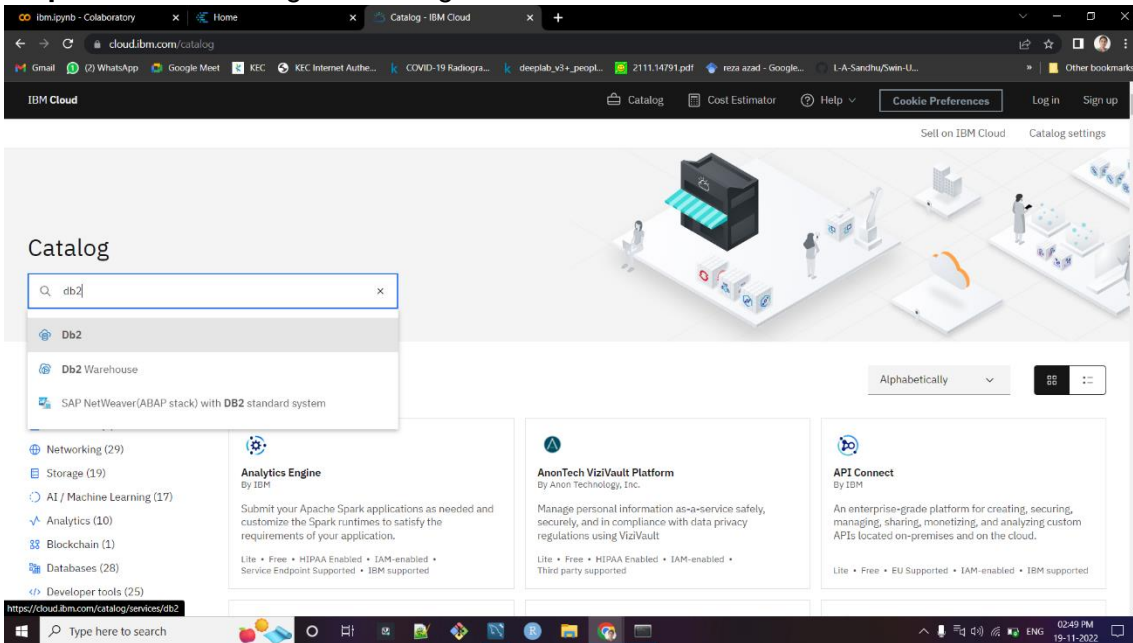 ibm.ipynb - Colaboratory
Home
Catalog - IBM Cloud
cloud.ibm.com/catalog
Gmail
(2) WhatsApp
Google Meet
KEC
KEC Internet Authe...
COVID-19 Radiogra...
deeplab_v3+_peopl...
2111.14791.pdf
reza azad - Google...
L-A-Sandhu/Swin-U...
»
Other bookmarks
IBM Cloud
Catalog
Cost Estimator
Help
Cookie Preferences
Log in
Sign up
Sell on IBM Cloud
Catalog settings
Catalog
db2
Db2
Db2 Warehouse
SAP NetWeaver(ABAP stack) with DB2 standard system
Alphabetically
Networking (29)
Storage (19)
AI / Machine Learning (17)
Analytics (10)
Blockchain (1)
Databases (28)
Developer tools (25)
Analytics Engine
By IBM
Submit your Apache Spark applications as needed and
customize the Spark runtimes to satisfy the
requirements of your application.
Lite • Free • HIPAA Enabled • IAM-enabled •
Service Endpoint Supported • IBM supported
AnonTech ViziVault Platform
By Anon Technology, Inc.
Manage personal information as-a-service safely,
securely, and in compliance with data privacy
regulations using ViziVault
Lite • Free • HIPAA Enabled • IAM-enabled •
Third party supported
API Connect
By IBM
An enterprise-grade platform for creating, securing,
managing, sharing, monetizing, and analyzing custom
APIs located on-premises and on the cloud.
Lite • Free • EU Supported • IAM-enabled • IBM supported
https://cloud.ibm.com/catalog/services/db2
Type here to search
ENG
02:49 PM
19-11-2022